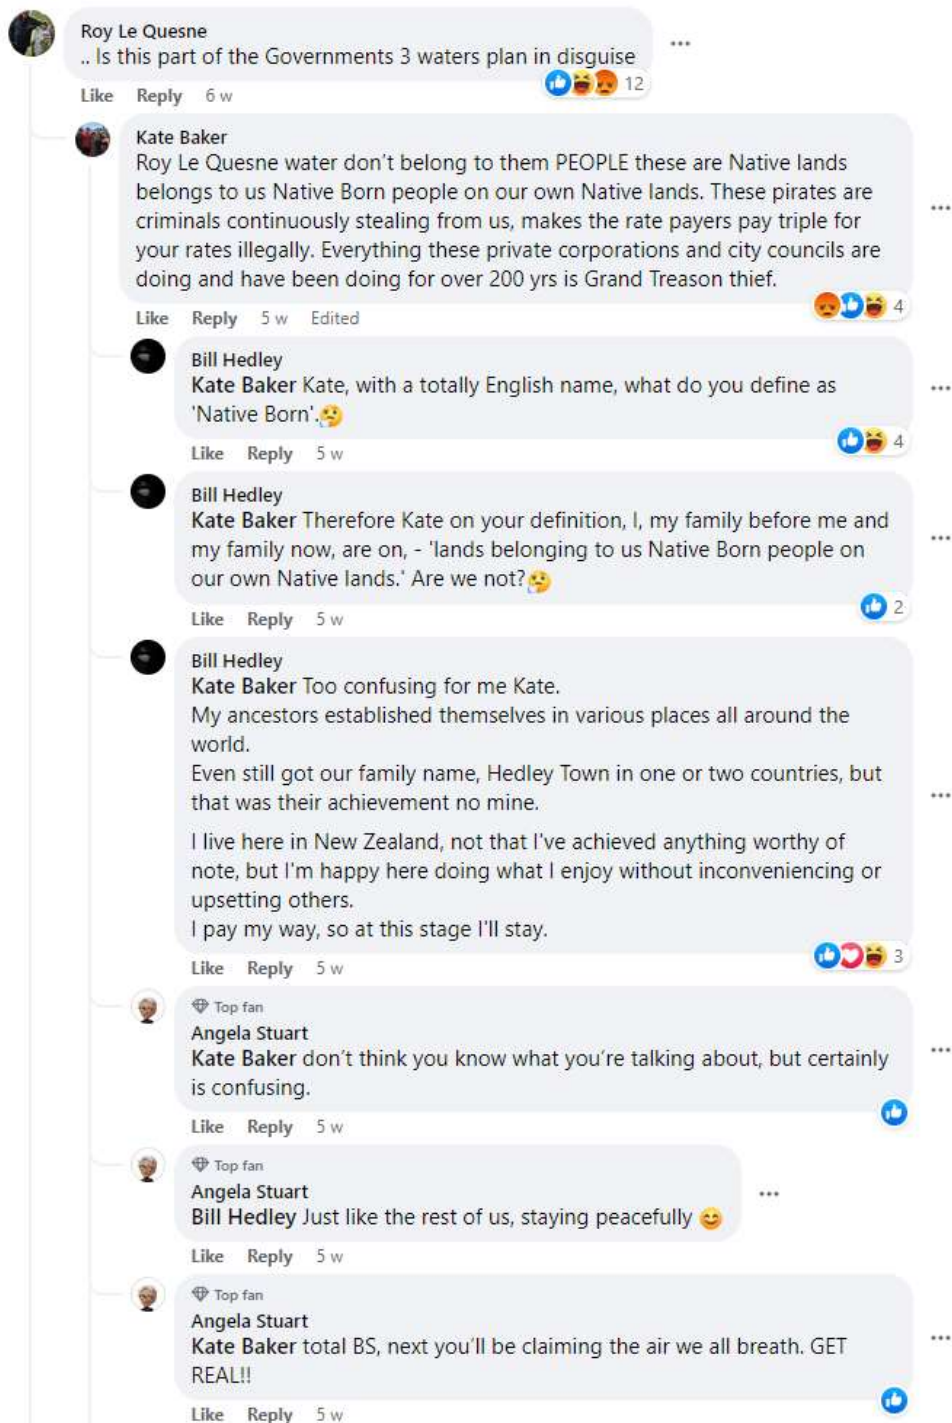 Roy Le Quesne
.. Is this part of the Governments 3 waters plan in disguise
12
Like Reply 6 w
Kate Baker
Roy Le Quesne water don't belong to them PEOPLE these are Native lands
belongs to us Native Born people on our own Native lands. These pirates are
criminals continuously stealing from us, makes the rate payers pay triple for
your rates illegally. Everything these private corporations and city councils are
doing and have been doing for over 200 yrs is Grand Treason thief.
4
Like Reply 5 w Edited
Bill Hedley
Kate Baker Kate, with a totally English name, what do you define as
'Native Born'.🤔
4
Like Reply 5 w
Bill Hedley
Kate Baker Therefore Kate on your definition, I, my family before me and
my family now, are on, - 'lands belonging to us Native Born people on
our own Native lands.' Are we not?🤔
2
Like Reply 5 w
Bill Hedley
Kate Baker Too confusing for me Kate.
My ancestors established themselves in various places all around the
world.
Even still got our family name, Hedley Town in one or two countries, but
that was their achievement no mine.
I live here in New Zealand, not that I've achieved anything worthy of
note, but I'm happy here doing what I enjoy without inconveniencing or
upsetting others.
I pay my way, so at this stage I'll stay.
3
Like Reply 5 w
Top fan
Angela Stuart
Kate Baker don't think you know what you're talking about, but certainly
is confusing.
Like Reply 5 w
Top fan
Angela Stuart
Bill Hedley Just like the rest of us, staying peacefully 😊
Like Reply 5 w
Top fan
Angela Stuart
Kate Baker total BS, next you'll be claiming the air we all breath. GET
REAL!!
Like Reply 5 w